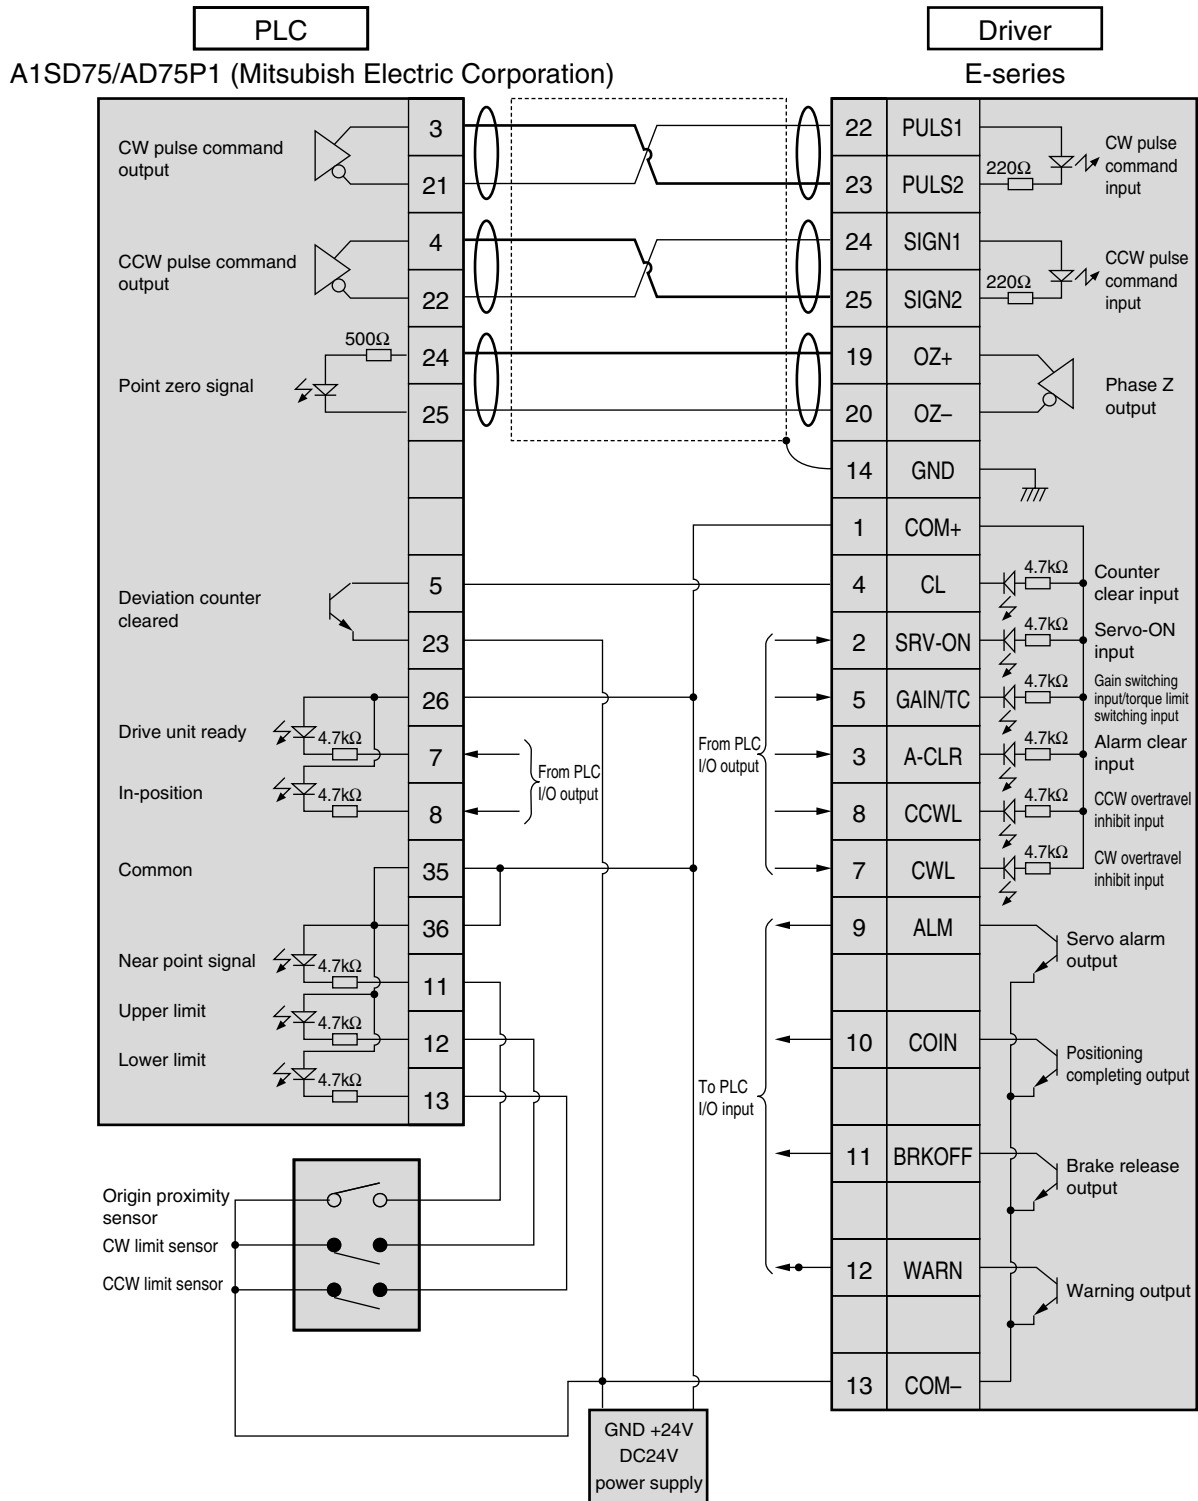 PLC
Driver
A1SD75/AD75P1 (Mitsubish Electric Corporation)
E-series
CW pulse command
output
3
21
CCW pulse command
output
4
22
500Ω
Point zero signal
24
25
Deviation counter
cleared
5
23
26
Drive unit ready
4.7kΩ
7
In-position
4.7kΩ
8
From PLC
I/O output
Common
35
36
Near point signal
4.7kΩ
11
Upper limit
4.7kΩ
12
Lower limit
4.7kΩ
13
Origin proximity
sensor
CW limit sensor
CCW limit sensor
GND +24V
DC24V
power supply
From PLC
I/O output
To PLC
I/O input
22 PULS1
23 PULS2
220Ω
CW pulse
command
input
24 SIGN1
25 SIGN2
220Ω
CCW pulse
command
input
19 OZ+
20 OZ–
Phase Z
output
14 GND
1 COM+
4 CL
4.7kΩ
Counter
clear input
2 SRV-ON
4.7kΩ
Servo-ON
input
5 GAIN/TC
4.7kΩ
Gain switching
input/torque limit
switching input
3 A-CLR
4.7kΩ
Alarm clear
input
8 CCWL
4.7kΩ
CCW overtravel
inhibit input
7 CWL
4.7kΩ
CW overtravel
inhibit input
9 ALM
Servo alarm
output
10 COIN
Positioning
completing output
11 BRKOFF
Brake release
output
12 WARN
Warning output
13 COM–